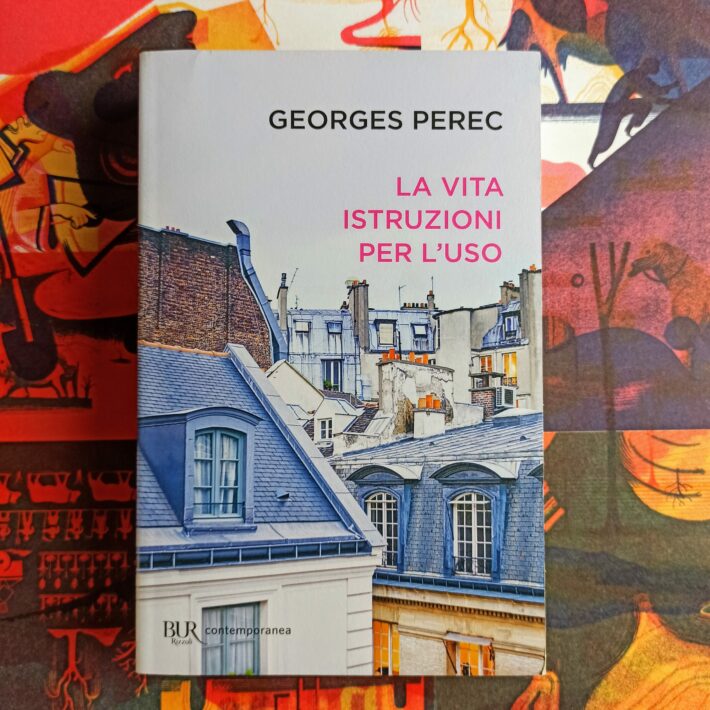 GEORGES PEREC
LA VITA
ISTRUZIONI
PER L'USO
BUR contemporanea
Rizzoli